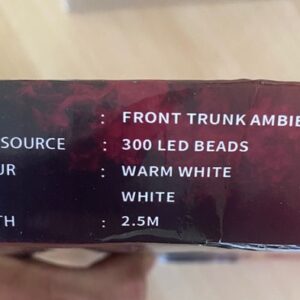 : FRONT TRUNK AMBIE
SOURCE : 300 LED BEADS
UR : WARM WHITE
WHITE
TH : 2.5M